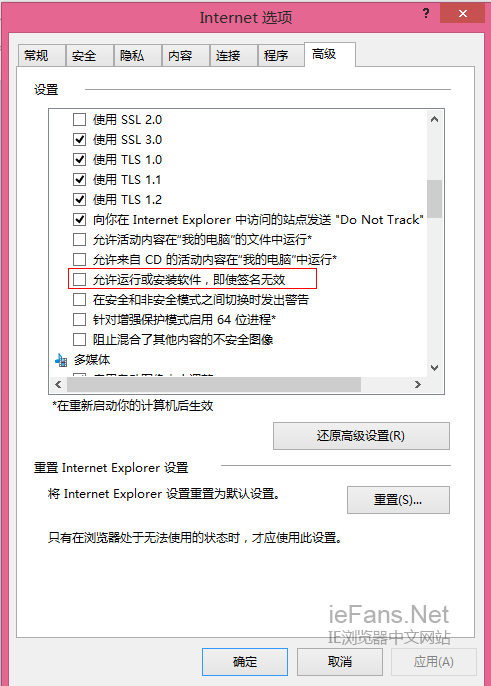 Internet 选项
?
常规 安全 隐私 内容 连接 程序 高级
设置
使用 SSL 2.0
使用 SSL 3.0
使用 TLS 1.0
使用 TLS 1.1
使用 TLS 1.2
向你在 Internet Explorer 中访问的站点发送 "Do Not Track"
允许活动内容在"我的电脑"的文件中运行*
允许来自 CD 的活动内容在"我的电脑"中运行*
允许运行或安装软件，即使签名无效
在安全和非安全模式之间切换时发出警告
针对增强保护模式启用 64 位进程*
阻止混合了其他内容的不安全图像
多媒体
*在重新启动你的计算机后生效
还原高级设置(R)
重置 Internet Explorer 设置
将 Internet Explorer 设置重置为默认设置。
重置(S)...
只有在浏览器处于无法使用的状态时，才应使用此设置。
ieFans.Net
IE浏览器中文网站
确定 取消 应用(A)